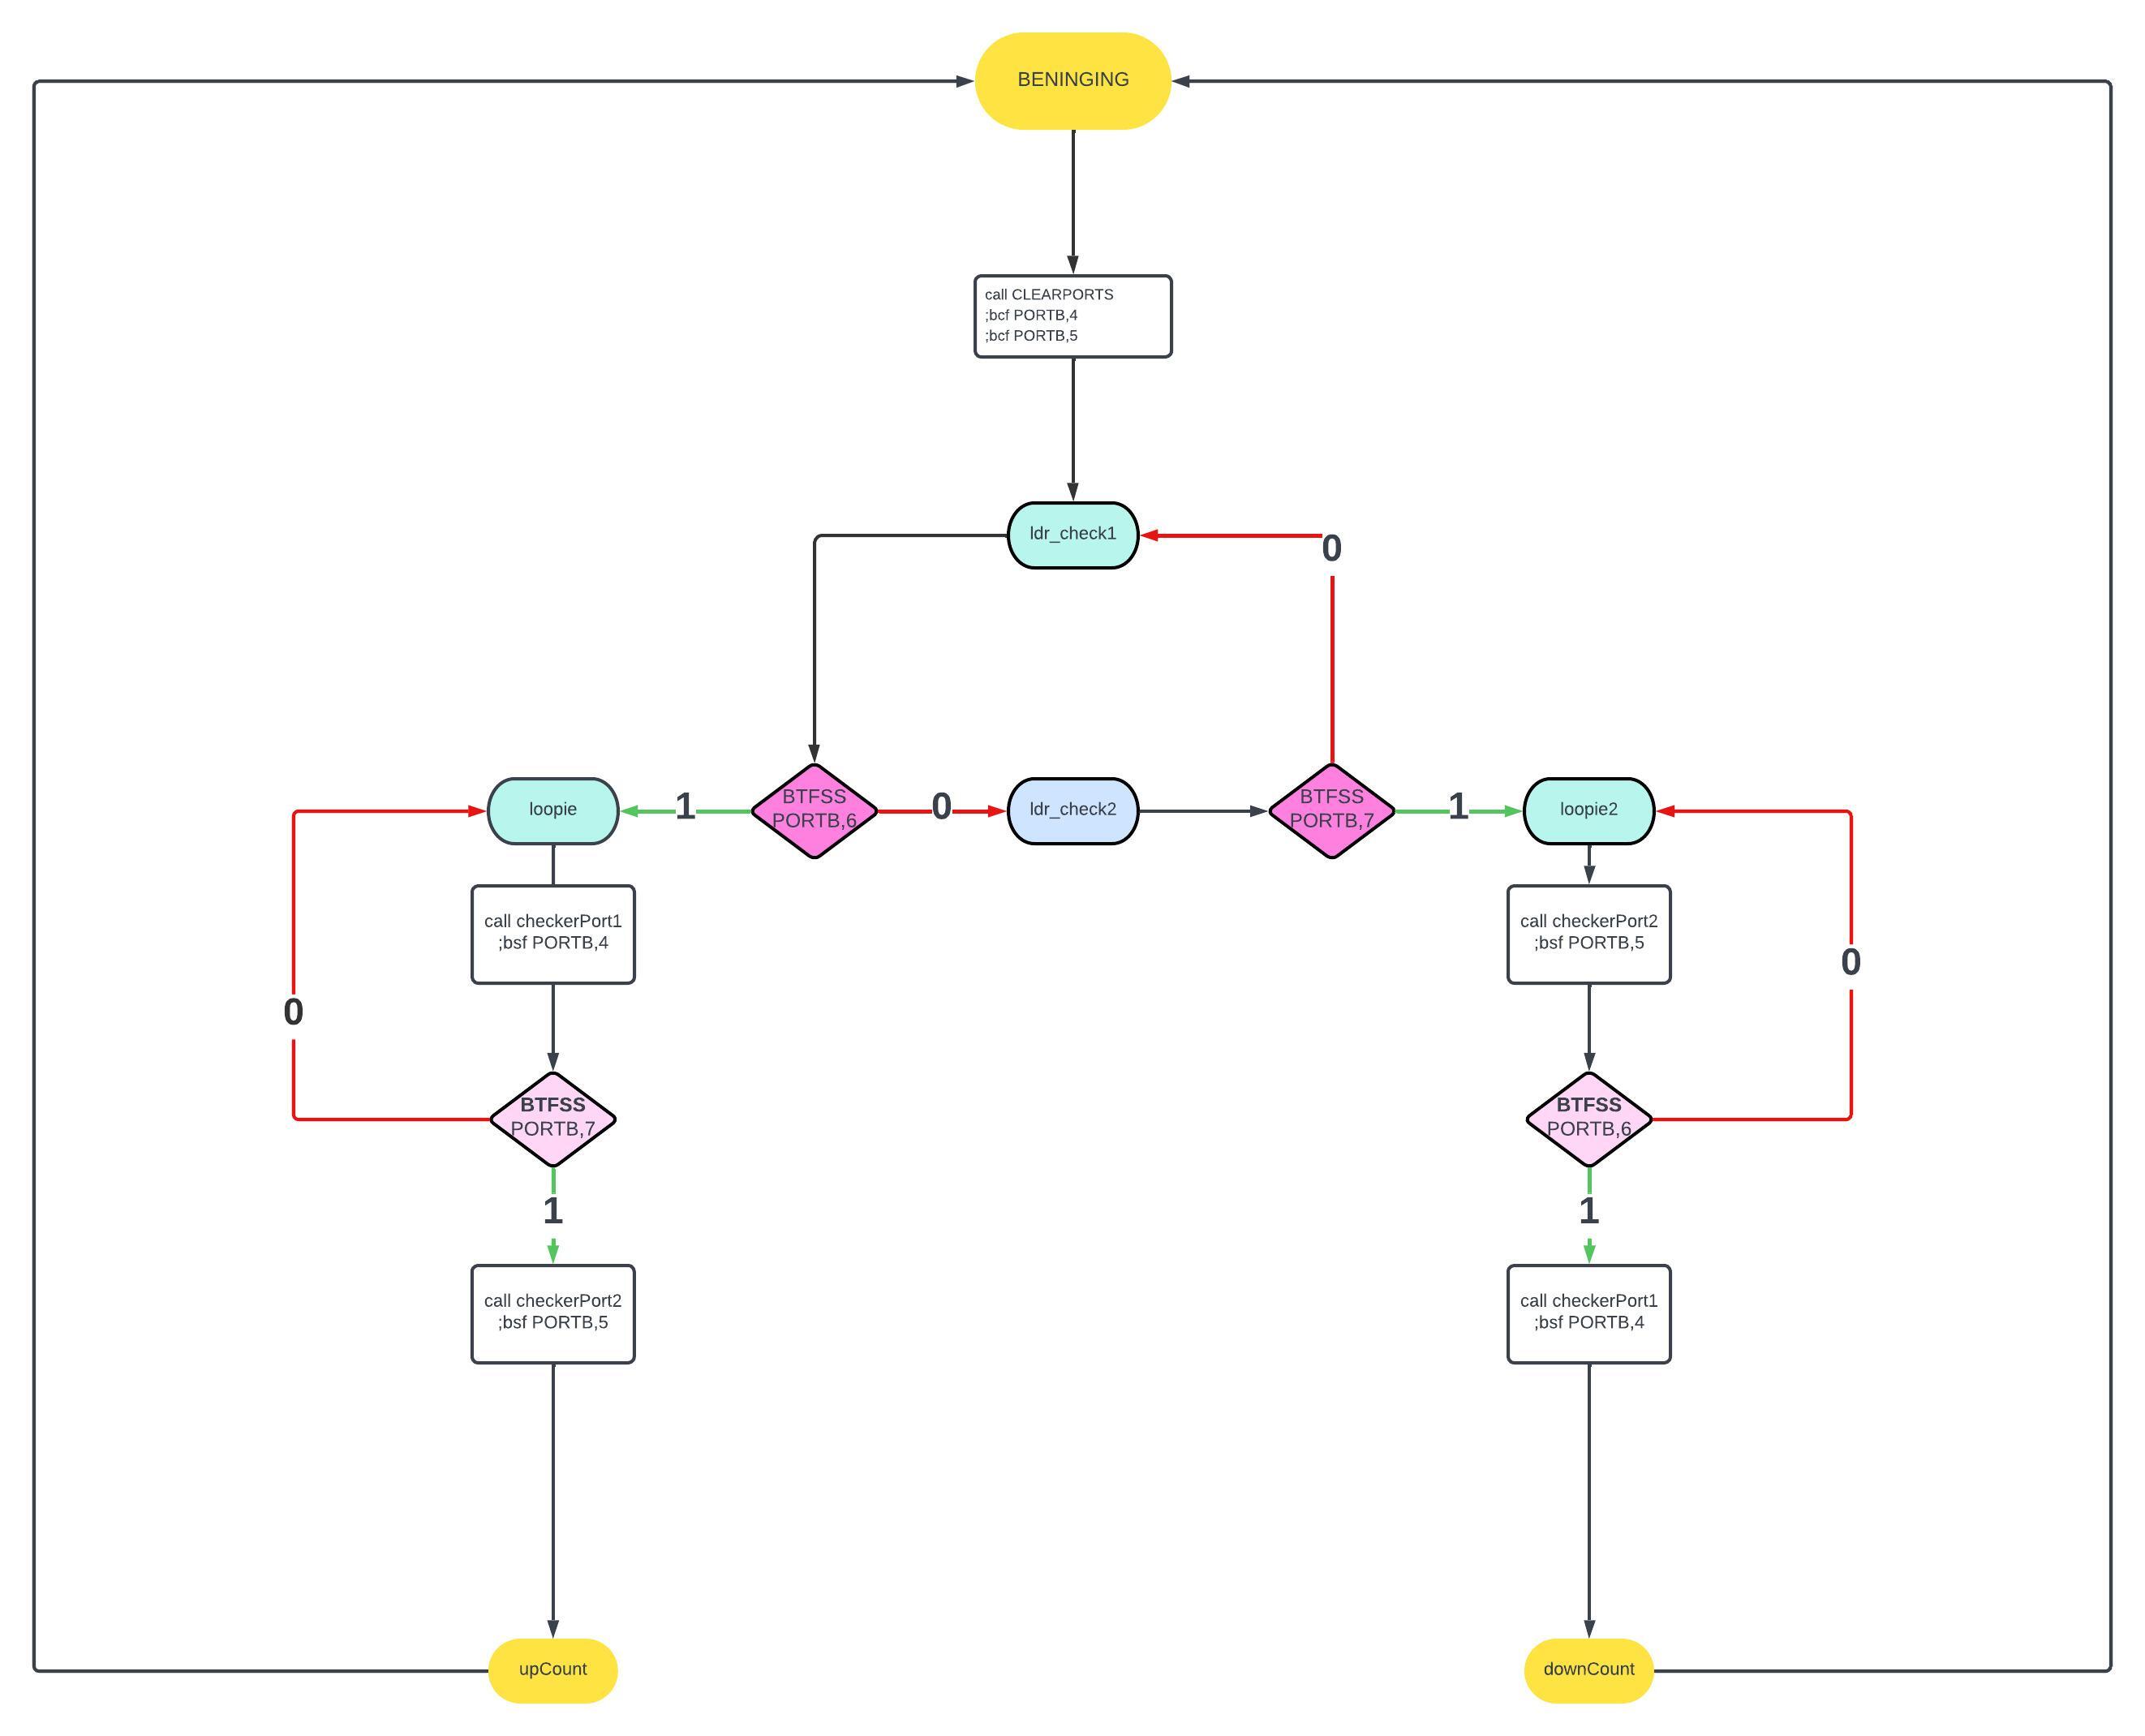 BENINGING
call CLEARPORTS
;bcf PORTB,4
;bcf PORTB,5
ldr_check1
0
loopie
1
BTFSS
PORTB,6
0
ldr_check2
BTFSS
PORTB,7
1
loopie2
call checkerPort1
;bsf PORTB,4
call checkerPort2
;bsf PORTB,5
0
0
BTFSS
PORTB,7
BTFSS
PORTB,6
1
1
call checkerPort2
;bsf PORTB,5
call checkerPort1
;bsf PORTB,4
upCount
downCount